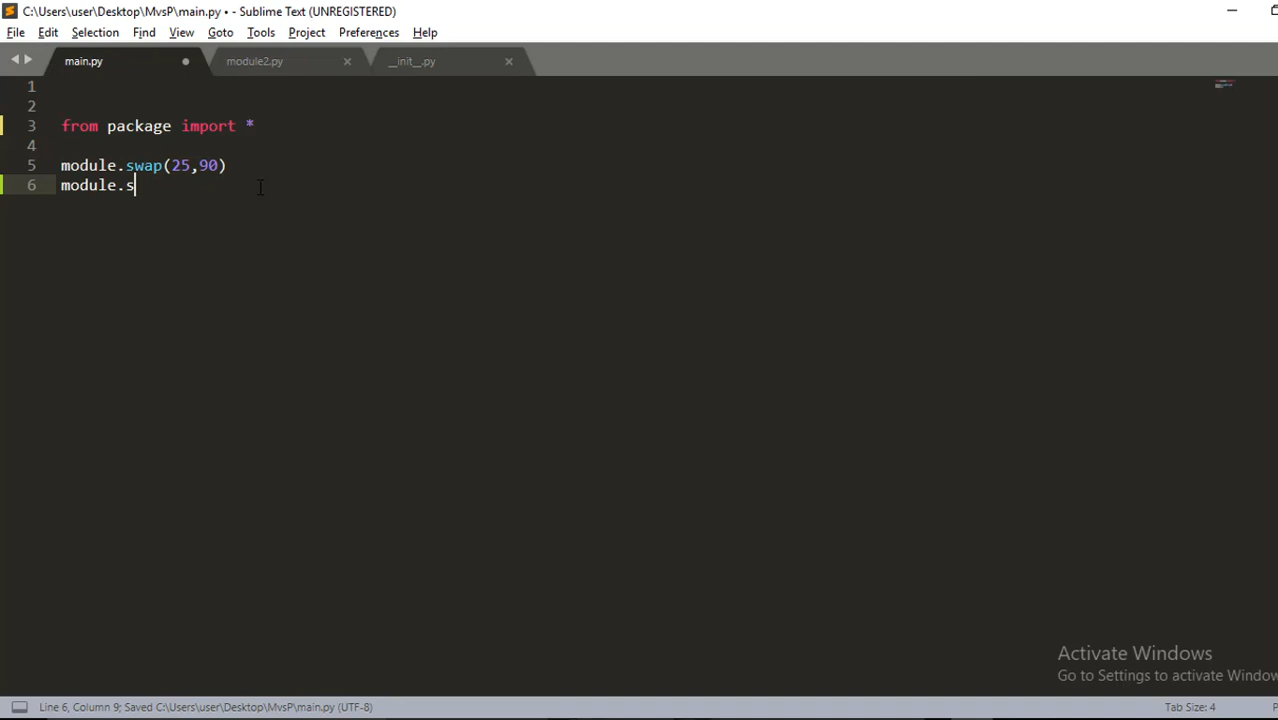 C:\Users\user\Desktop\MvsP\main.py • - Sublime Text (UNREGISTERED)
File Edit Selection Find View Goto Tools Project Preferences Help
main.py module2.py __init__.py
1
2
3 from package import *
4
5 module.swap(25,90)
6 module.s
Activate Windows
Go to Settings to activate Window
Line 6, Column 9; Saved C:\Users\user\Desktop\MvsP\main.py (UTF-8) Tab Size: 4